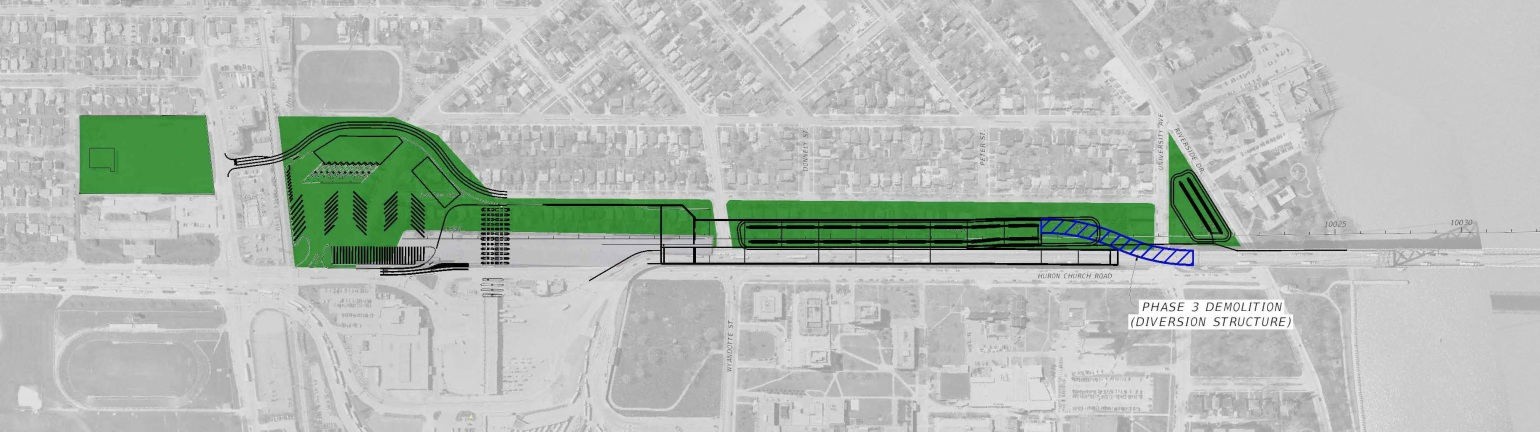 DONNELLY ST.
PETER ST.
UNIVERSITY AVE
RIVERSIDE DR
10025
10030
HURON CHURCH ROAD
WYANDOTTE ST.
PHASE 3 DEMOLITION
(DIVERSION STRUCTURE)